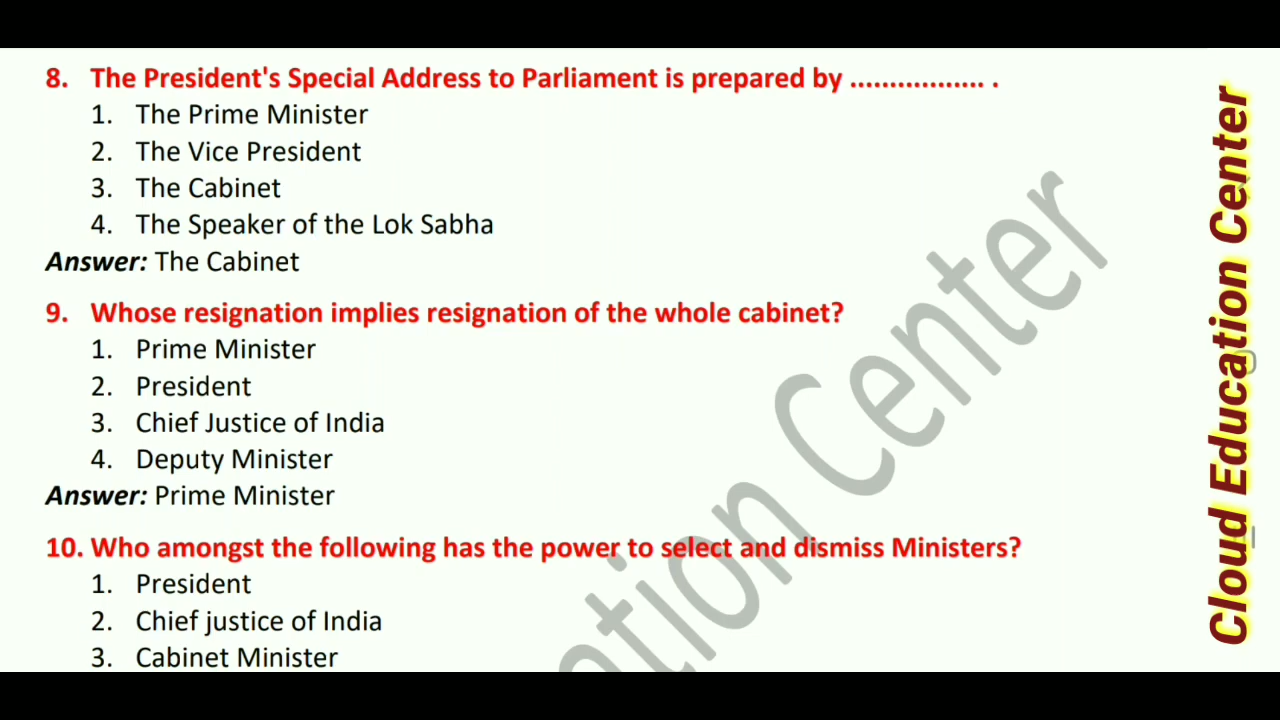 8. The President's Special Address to Parliament is prepared by ................. .
1. The Prime Minister
2. The Vice President
3. The Cabinet
4. The Speaker of the Lok Sabha
Answer: The Cabinet
9. Whose resignation implies resignation of the whole cabinet?
1. Prime Minister
2. President
3. Chief Justice of India
4. Deputy Minister
Answer: Prime Minister
10. Who amongst the following has the power to select and dismiss Ministers?
1. President
2. Chief justice of India
3. Cabinet Minister
ation Center
Cloud Education Center